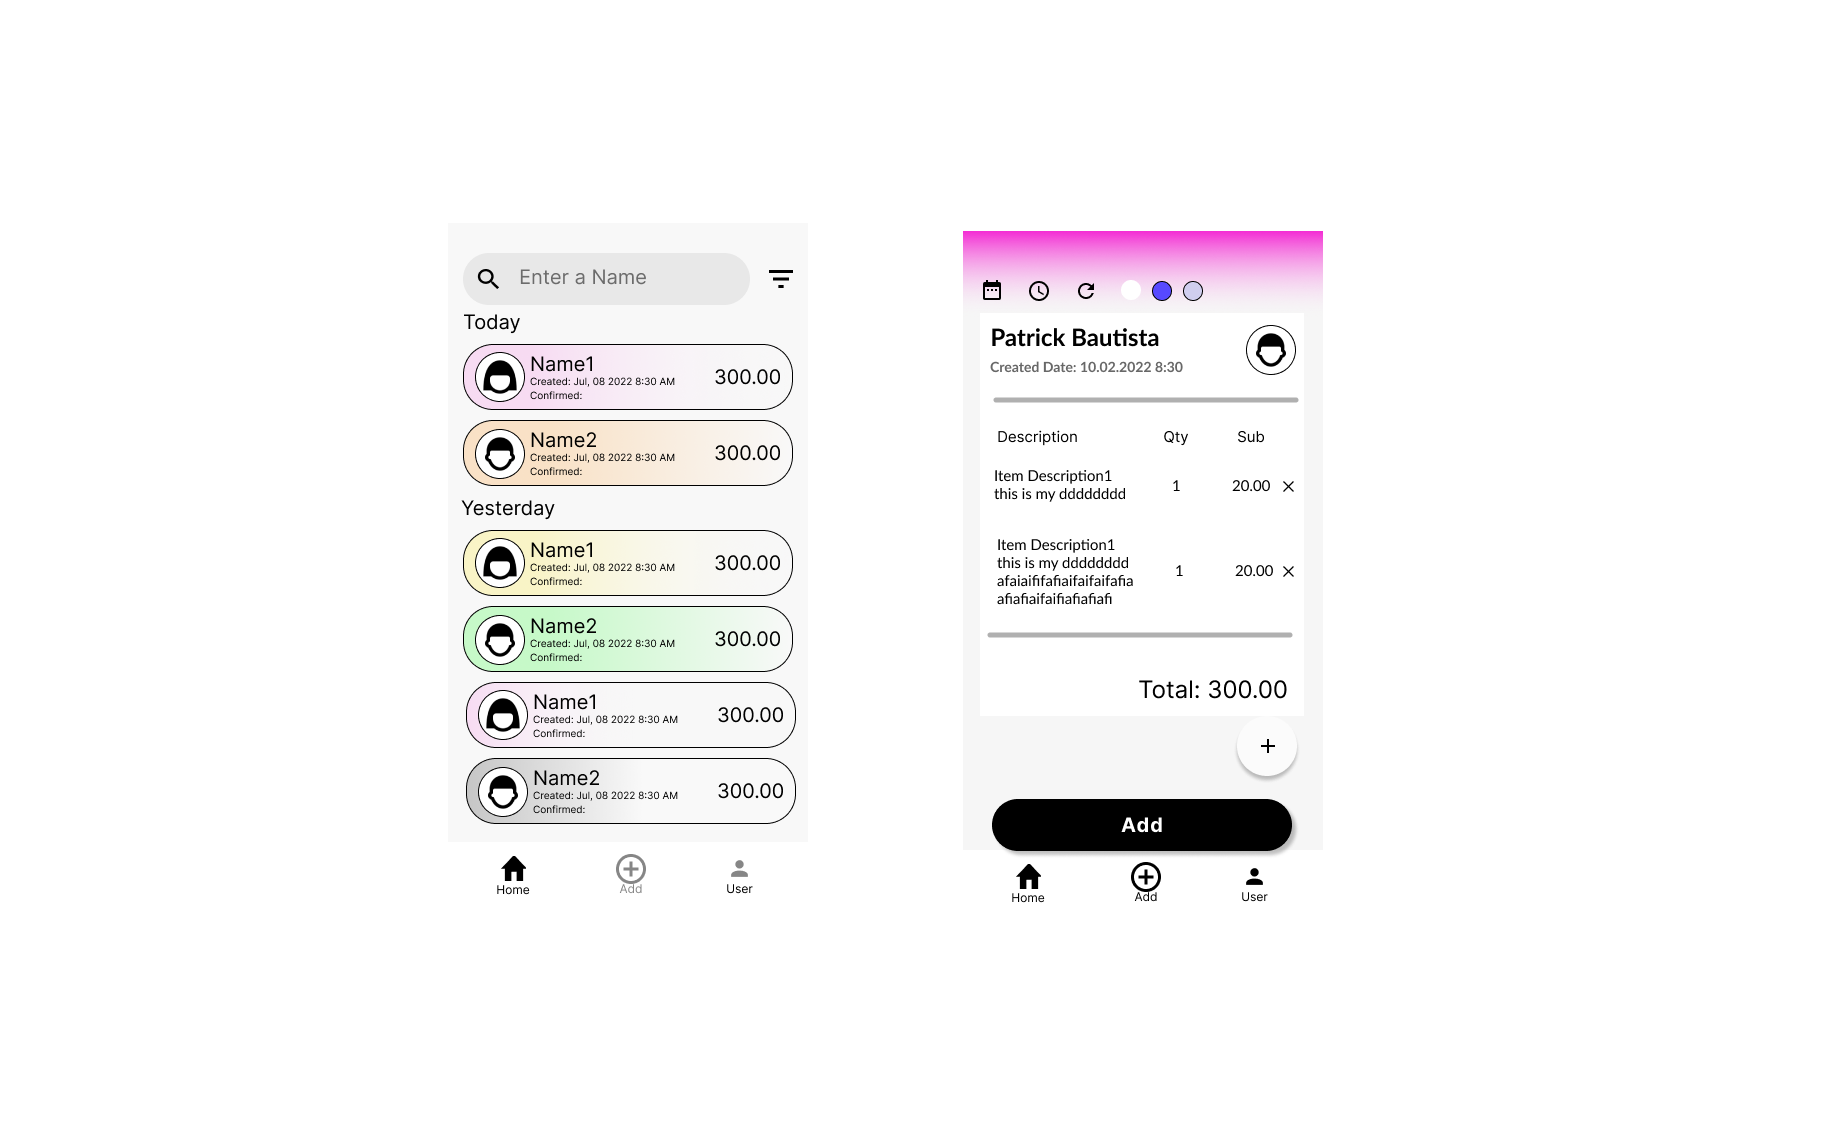 Enter a Name
Today
Name1
Created: Jul, 08 2022 8:30 AM
Confirmed:
300.00
Name2
Created: Jul, 08 2022 8:30 AM
Confirmed:
300.00
Yesterday
Name1
Created: Jul, 08 2022 8:30 AM
Confirmed:
300.00
Name2
Created: Jul, 08 2022 8:30 AM
Confirmed:
300.00
Name1
Created: Jul, 08 2022 8:30 AM
Confirmed:
300.00
Name2
Created: Jul, 08 2022 8:30 AM
Confirmed:
300.00
Home Add User
Patrick Bautista
Created Date: 10.02.2022 8:30
Description Qty Sub
Item Description1
this is my dddddddd
1 20.00
Item Description1
this is my dddddddd
afaiaififafiaifaifaifafia
afiafiaifaifiafiafiafi
1 20.00
Total: 300.00
Add
Home Add User